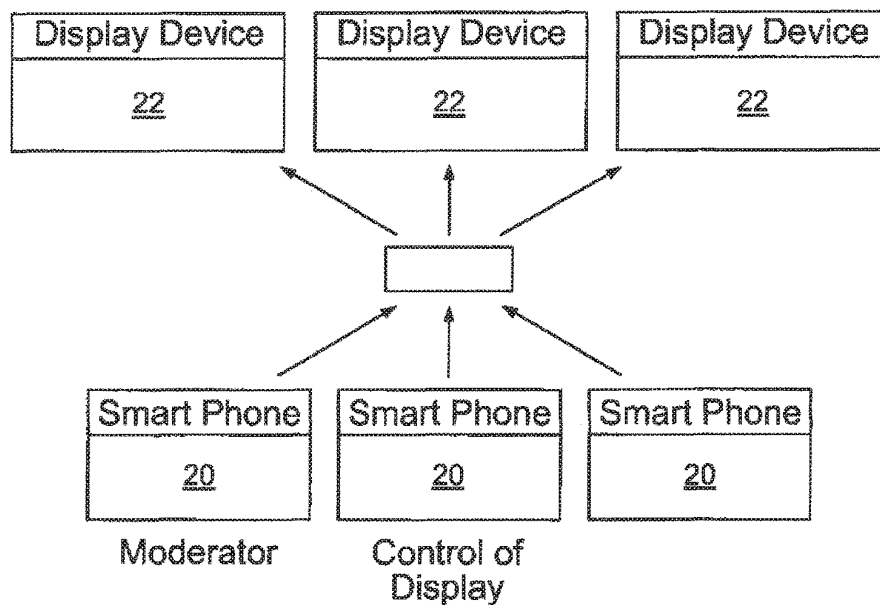 Display Device Display Device Display Device
22 22 22
Smart Phone Smart Phone Smart Phone
20 20 20
Moderator Control of
Display